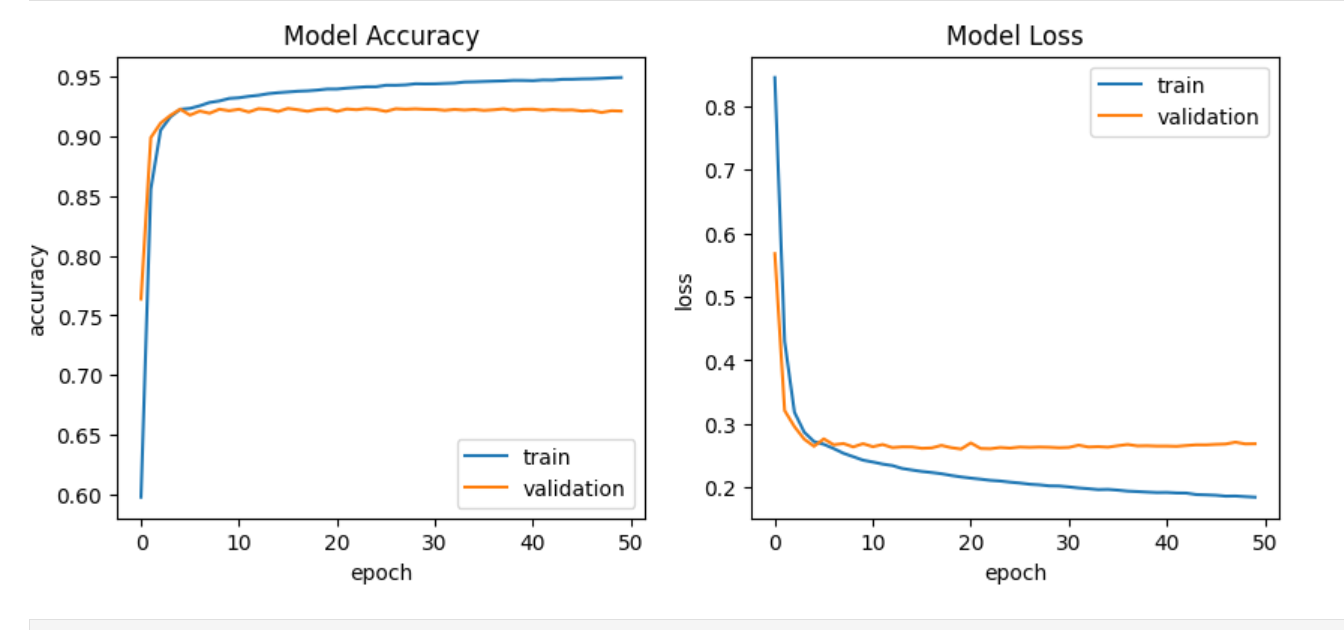 Model Accuracy
accuracy
0.95
0.90
0.85
0.80
0.75
0.70
0.65
0.60
train
validation
0 10 20 30 40 50
epoch
Model Loss
loss
0.8
0.7
0.6
0.5
0.4
0.3
0.2
train
validation
0 10 20 30 40 50
epoch